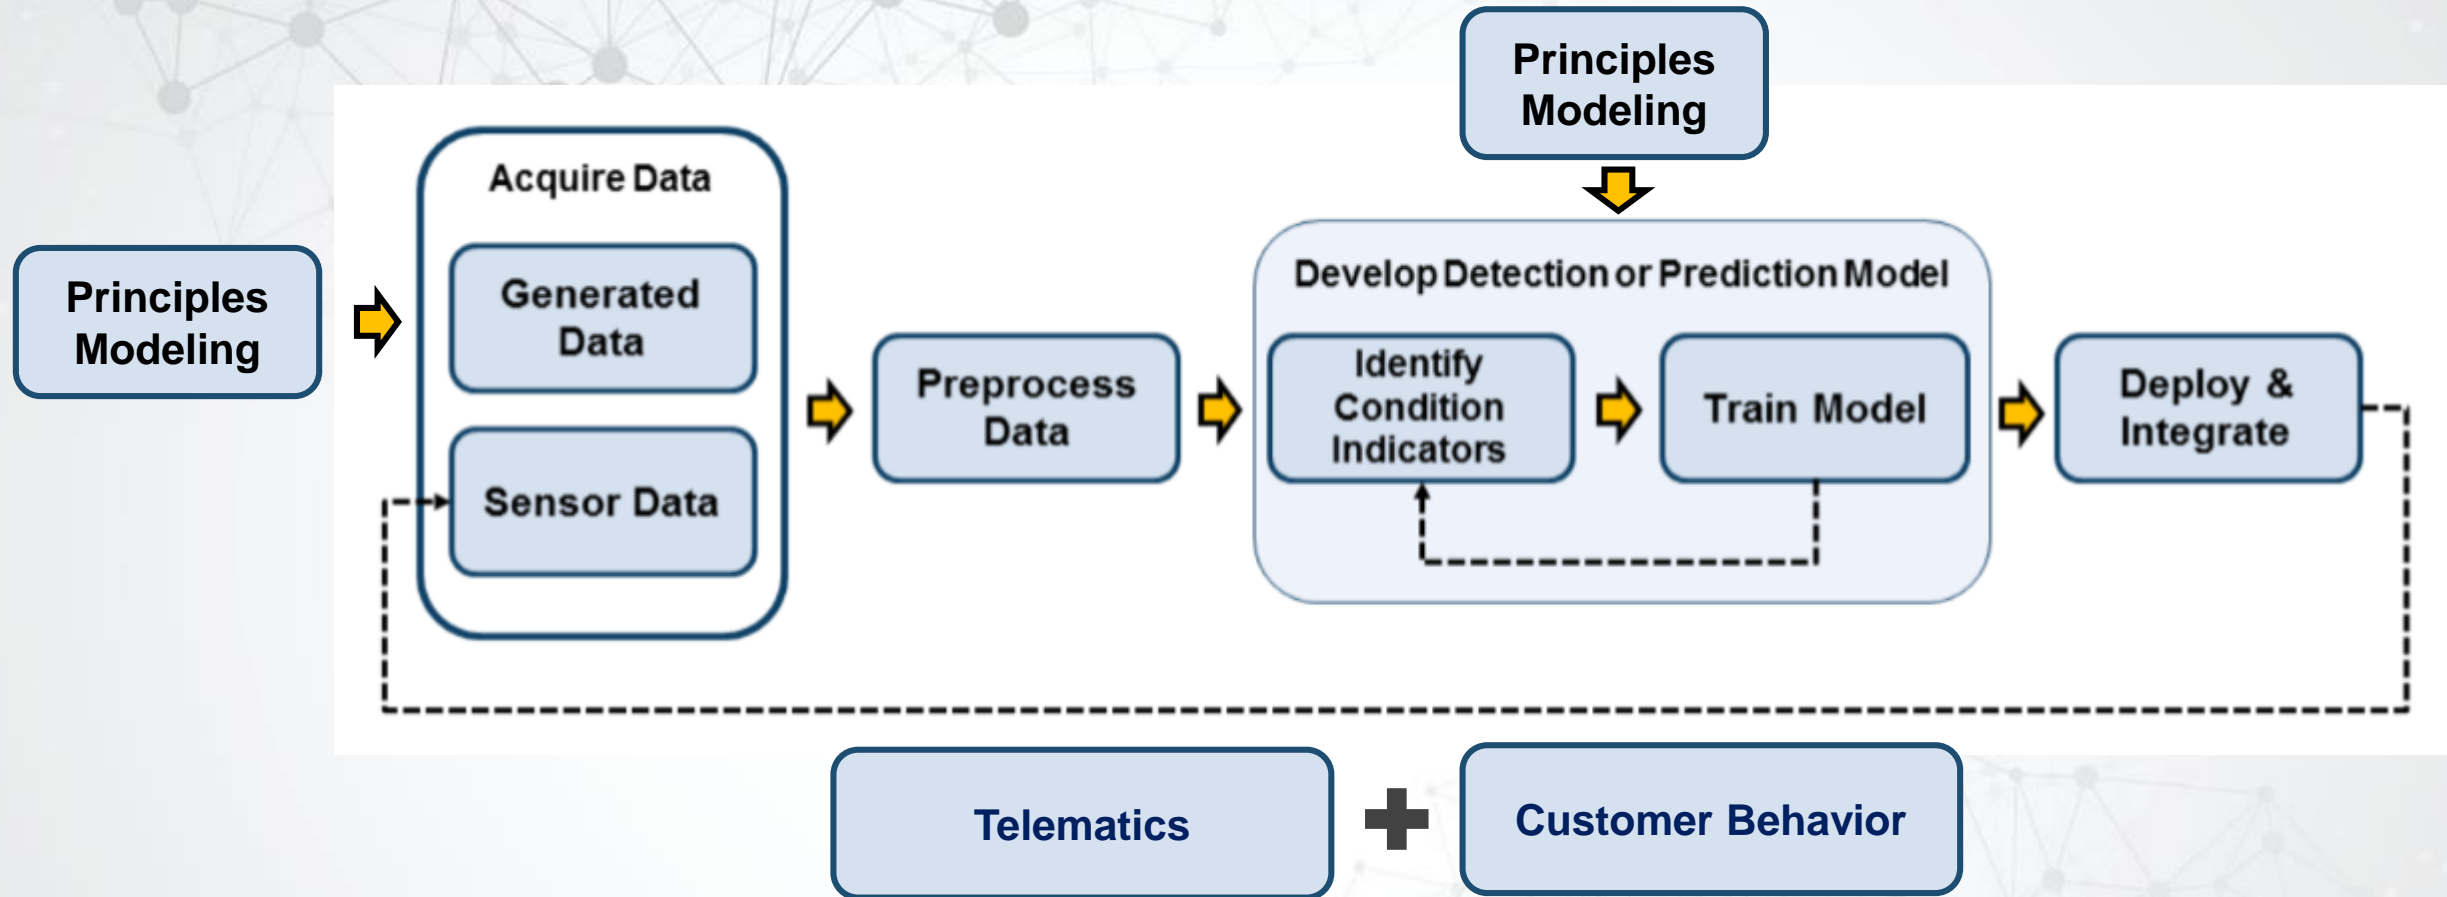 Principles
Modeling
Acquire Data
Generated
Data
Sensor Data
Preprocess
Data
Principles
Modeling
Develop Detection or Prediction Model
Identify
Condition
Indicators
Train Model
Deploy &
Integrate
Telematics
Customer Behavior